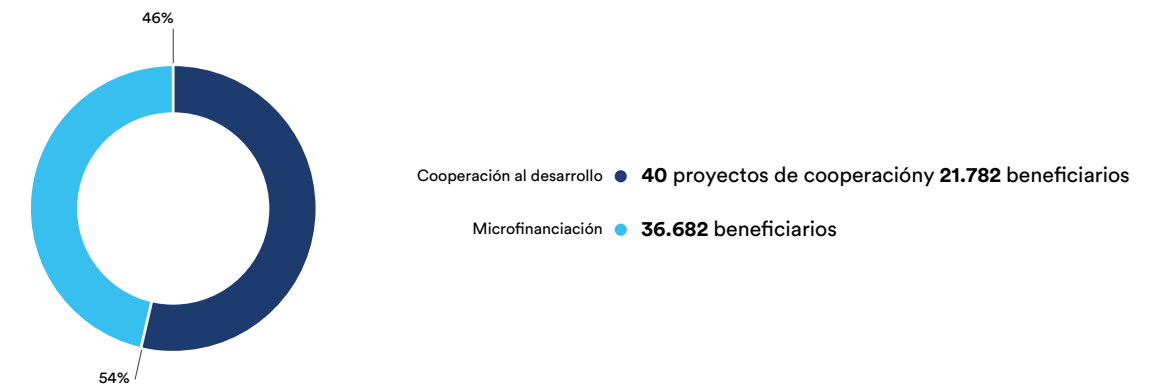 46%
Cooperación al desarrollo 40 proyectos de cooperacióny 21.782 beneficiarios
Microfinanciación 36.682 beneficiarios
54%